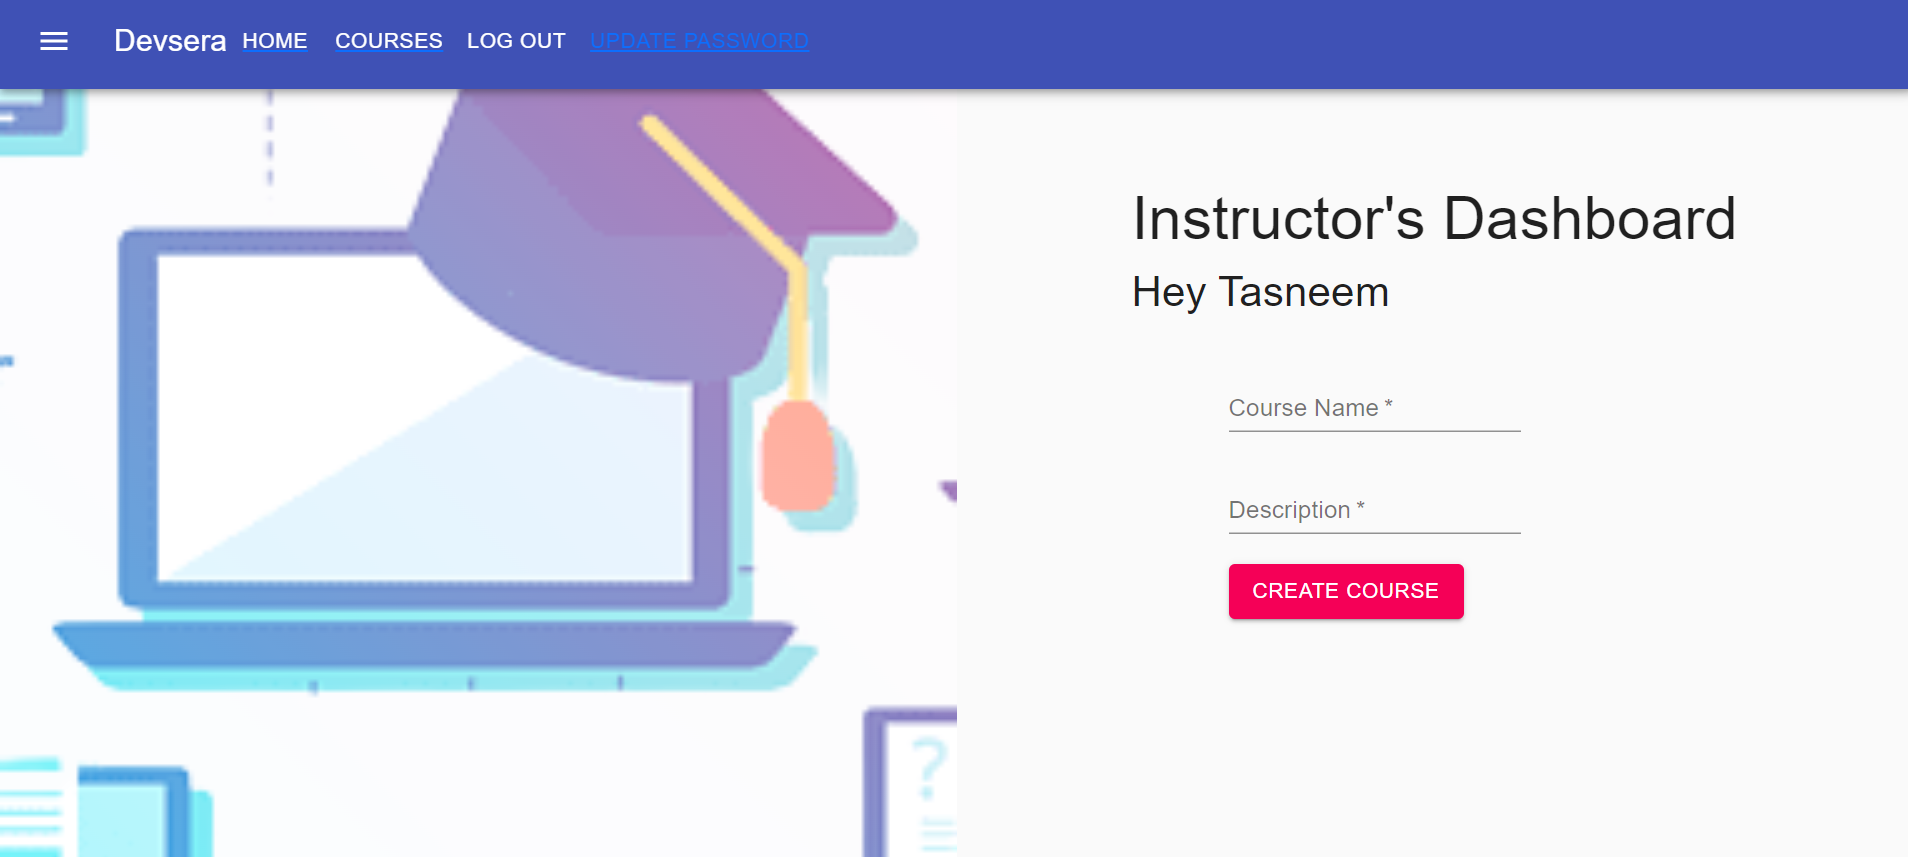 Devsera HOME COURSES LOG OUT UPDATE PASSWORD
Instructor's Dashboard
Hey Tasneem
Course Name *
Description *
CREATE COURSE
?